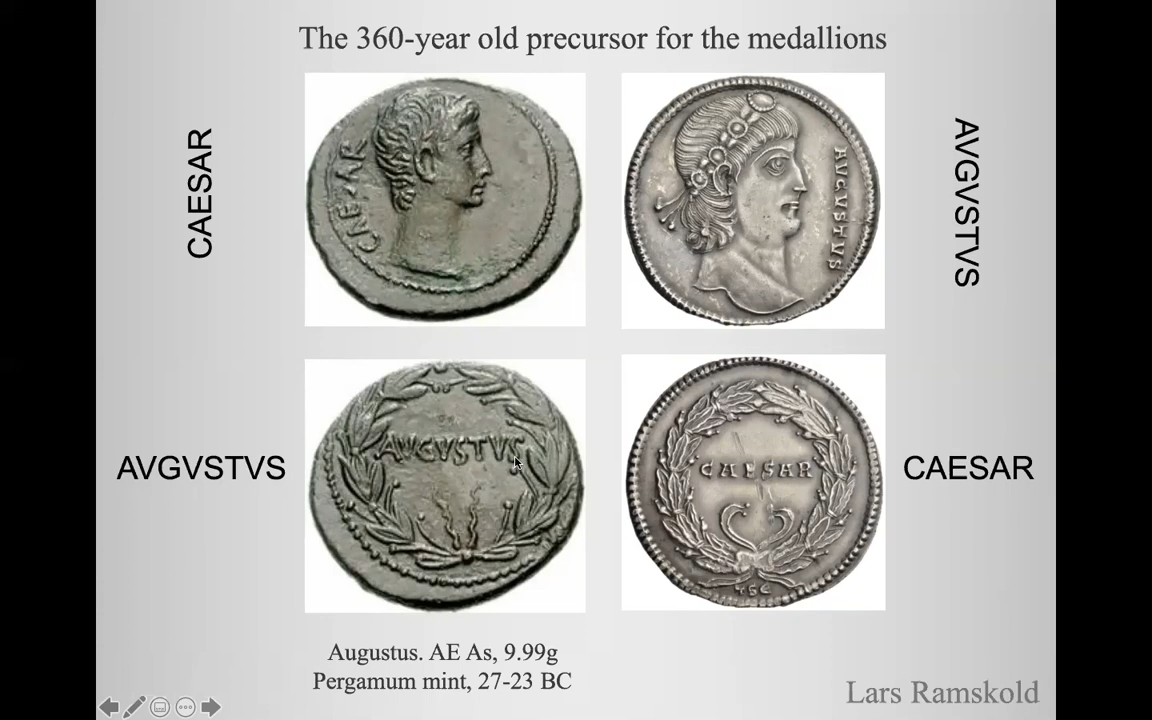 The 360-year old precursor for the medallions
CAESAR
CAESAR
AVGVSTVS
AVGVSTVS
AVGVSTVS
AVGVSTVS
CAESAR
CAESAR
Augustus. AE As, 9.99g
Pergamum mint, 27-23 BC
Lars Ramskold